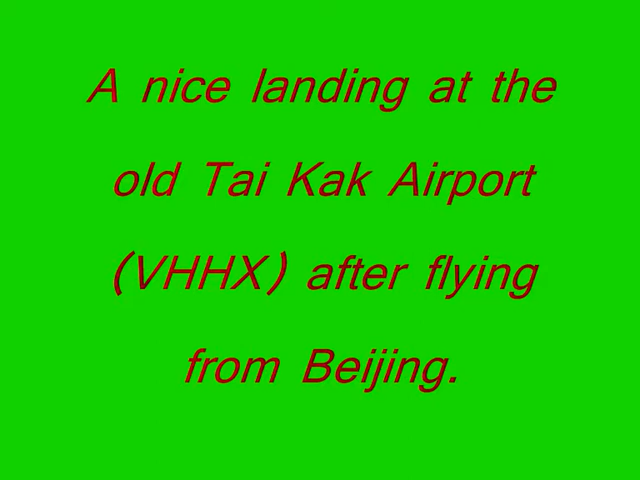 A nice landing at the
old Tai Kak Airport
(VHHX) after flying
from Beijing.